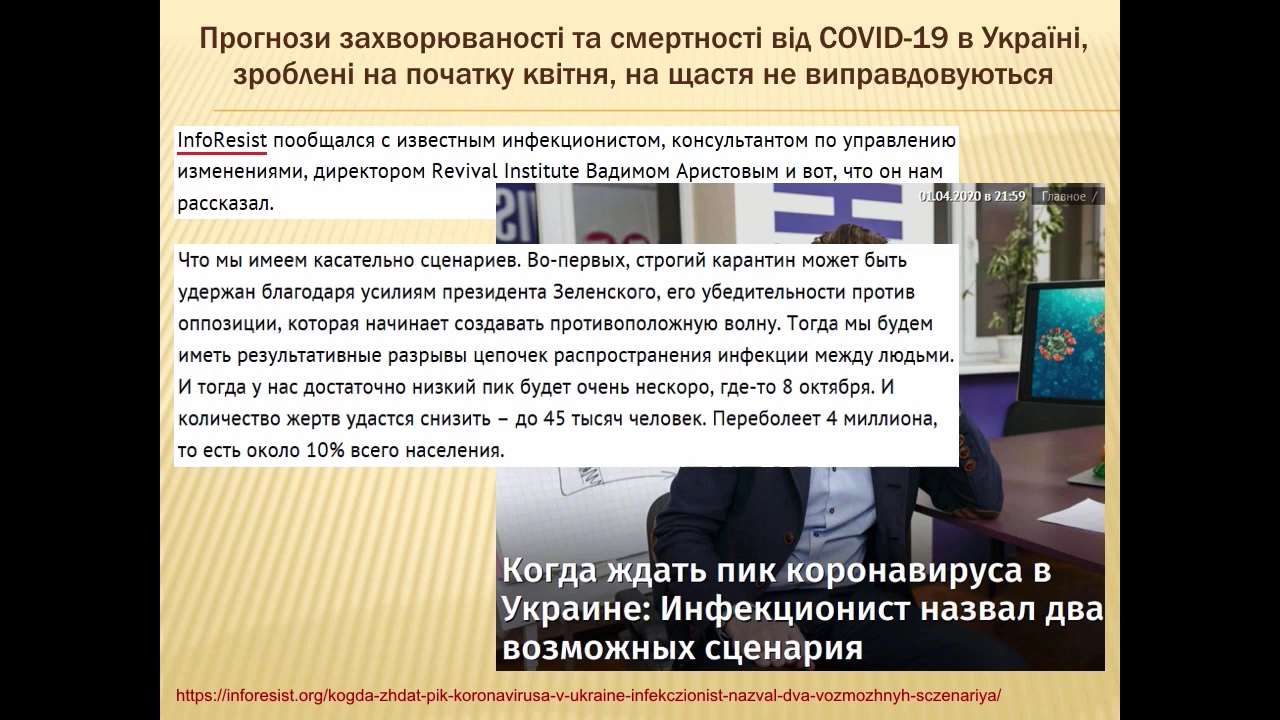 Прогнози захворюваності та смертності від COVID-19 в Україні,
зроблені на початку квітня, на щастя не виправдовуються
InfoResist пообщался с известным инфекционистом, консультантом по управлению
изменениями, директором Revival Institute Вадимом Аристовым и вот, что он нам
рассказал.
01.04.2020 в 21:59 Главное /
Что мы имеем касательно сценариев. Во-первых, строгий карантин может быть
удержан благодаря усилиям президента Зеленского, его убедительности против
оппозиции, которая начинает создавать противоположную волну. Тогда мы будем
иметь результативные разрывы цепочек распространения инфекции между людьми.
И тогда у нас достаточно низкий пик будет очень нескоро, где-то 8 октября. И
количество жертв удастся снизить – до 45 тысяч человек. Переболеет 4 миллиона,
то есть около 10% всего населения.
Когда ждать пик коронавируса в
Украине: Инфекционист назвал два
возможных сценария
https://inforesist.org/kogda-zhdat-pik-koronavirusa-v-ukraine-infekczionist-nazval-dva-vozmozhnyh-sczenariya/